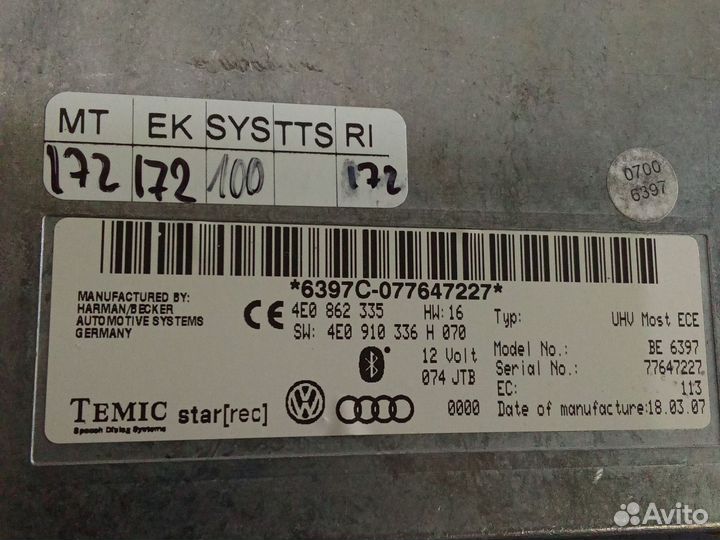 MT EK SYS TTS RI
172 172 100 172
0700
6397
*6397C-077647227*
MANUFACTURED BY:
HARMAN/BECKER
AUTOMOTIVE SYSTEMS
GERMANY
CE
4E0 862 335 HW: 16
SW: 4E0 910 336 H 070
12 Volt
074 JTB
Typ: UHV Most ECE
Model No.: BE 6397
Serial No.: 77647227
EC: 113
0000 Date of manufacture:18.03.07
TEMIC star[rec]
Speech Dialog Systems
Avito